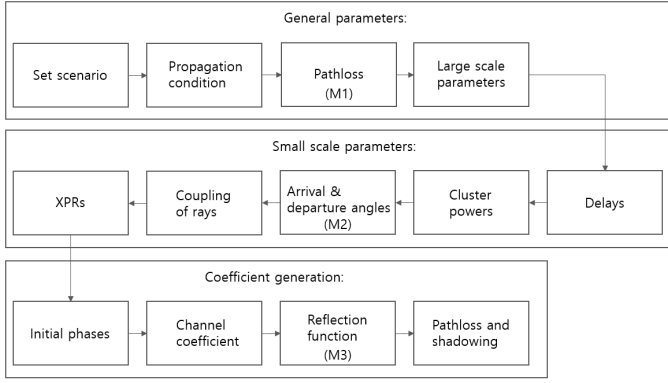 General parameters:
Set scenario
Propagation
condition
Pathloss
(M1)
Large scale
parameters
Small scale parameters:
XPRs
Coupling
of rays
Arrival &
departure angles
(M2)
Cluster
powers
Delays
Coefficient generation:
Initial phases
Channel
coefficient
Reflection
function
(M3)
Pathloss and
shadowing